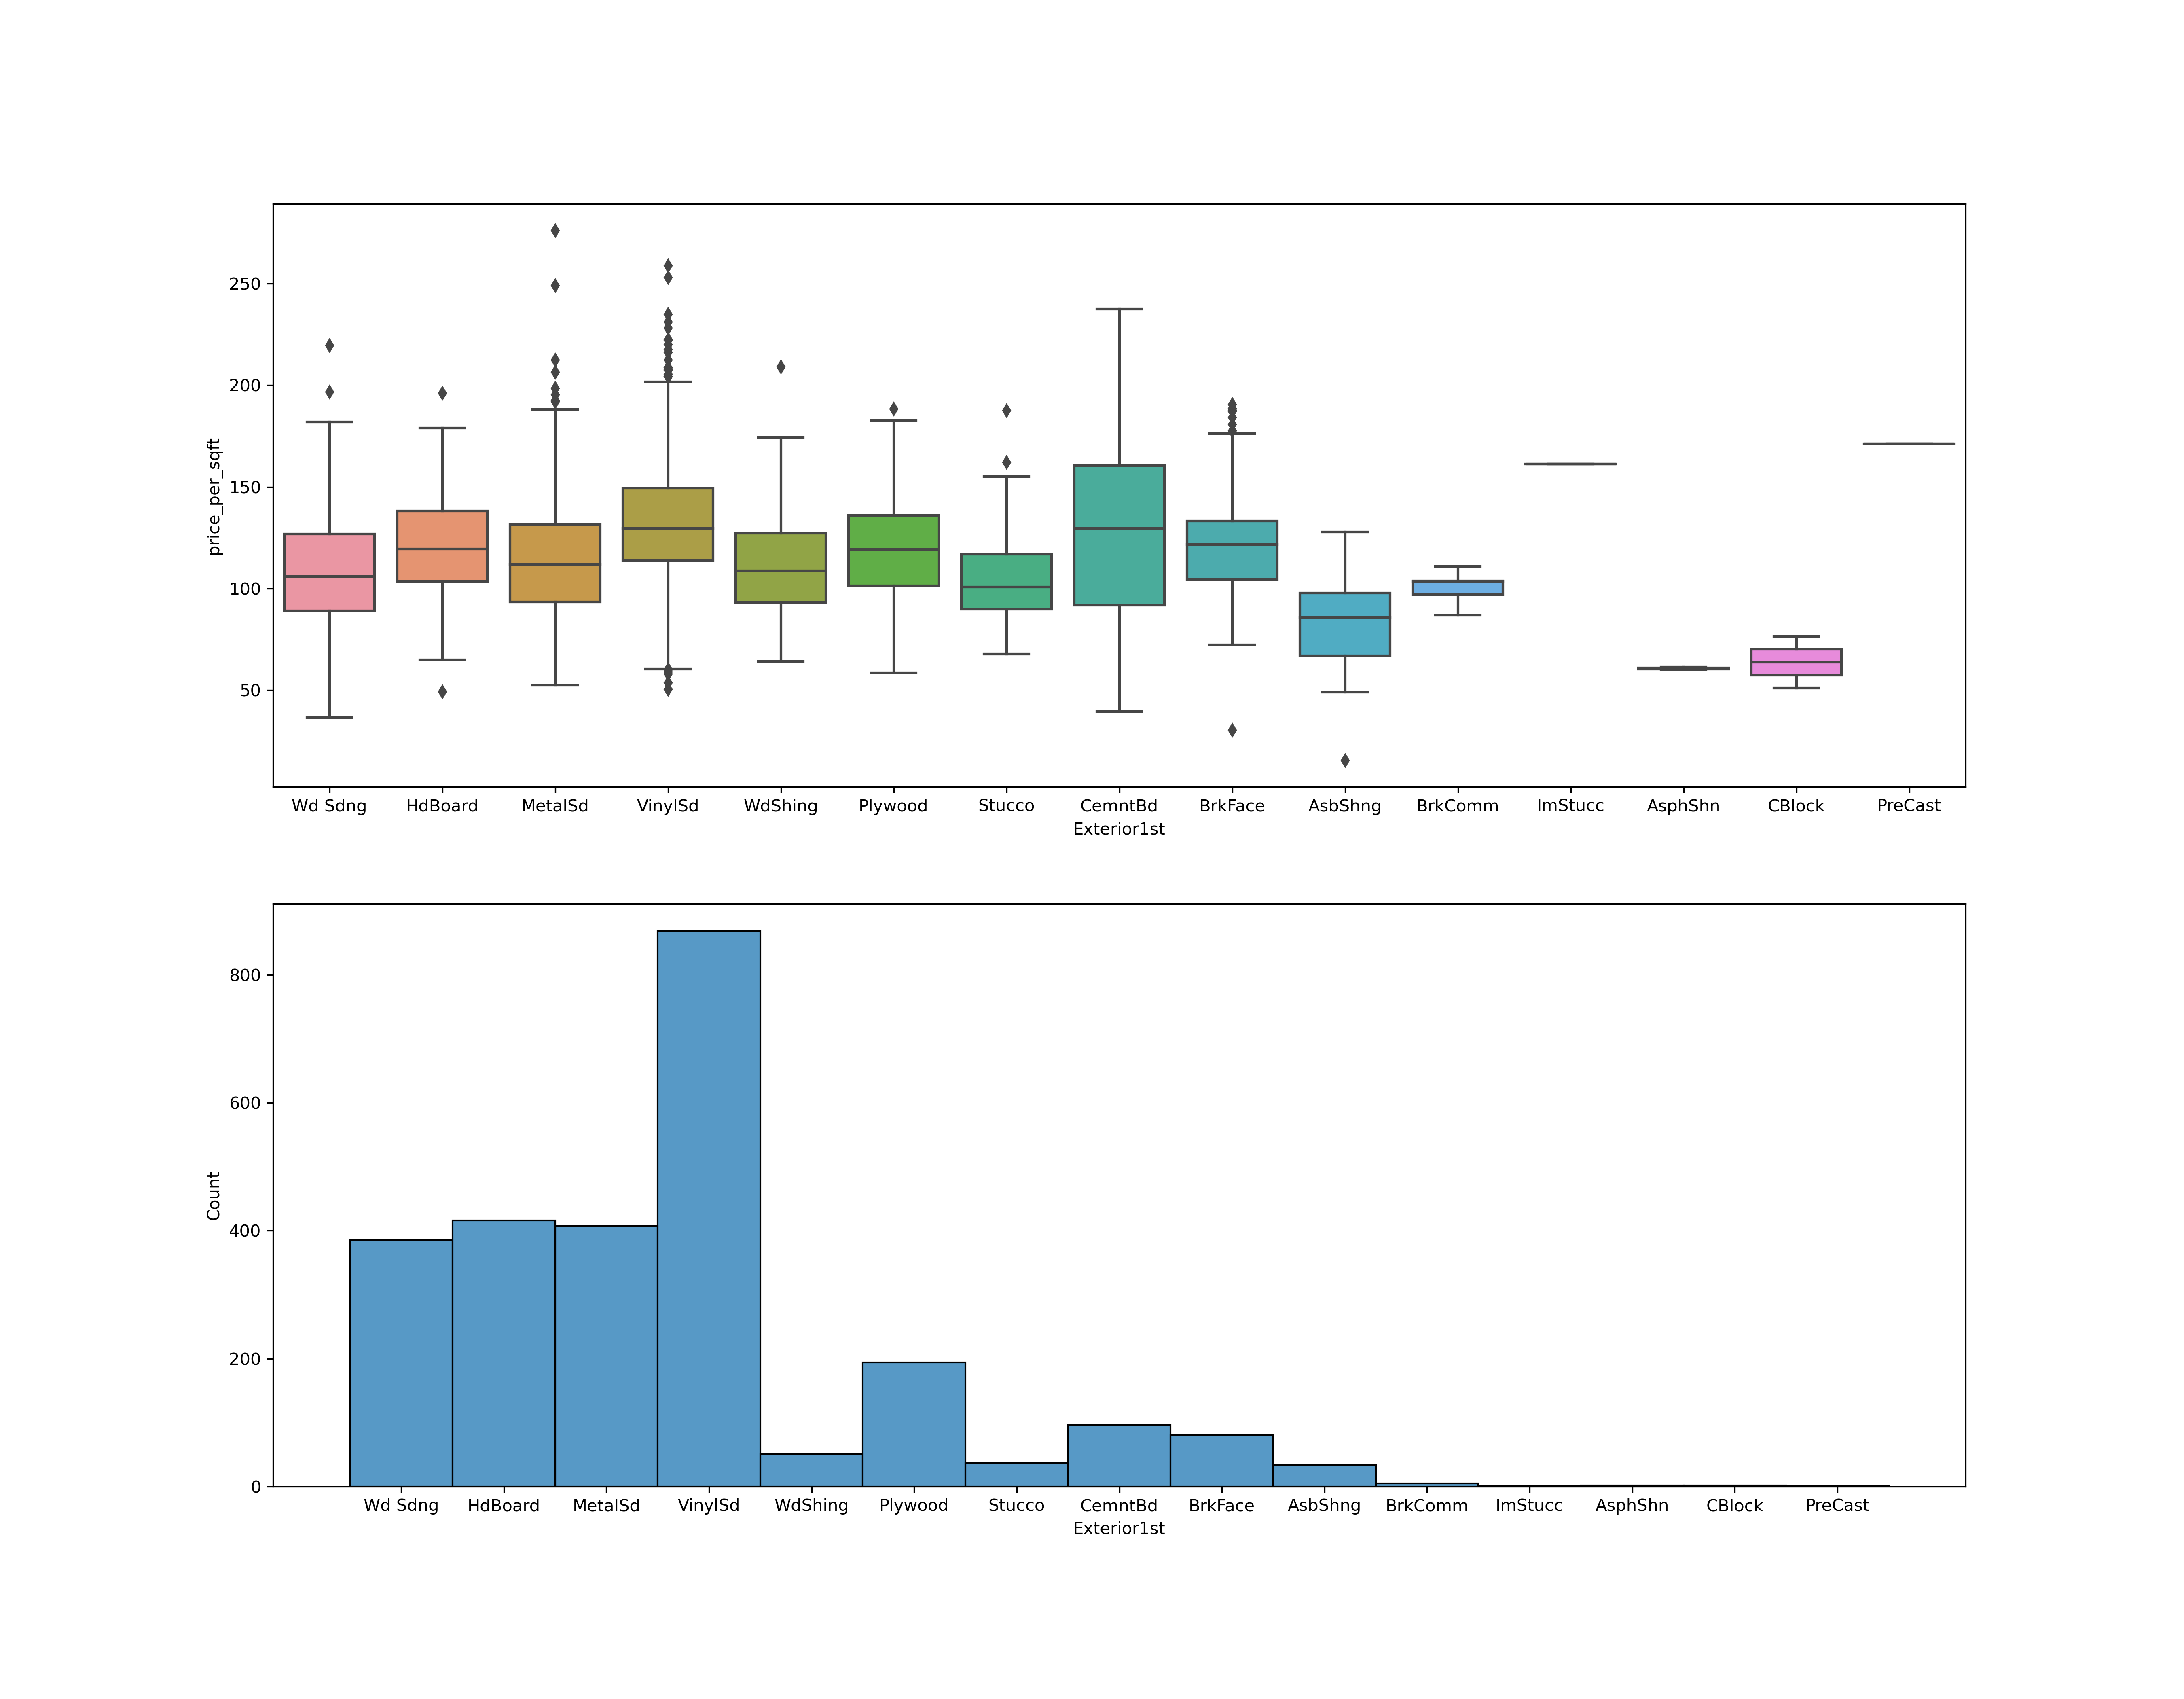 price_per_sqft
250
200
150
100
50
Wd Sdng HdBoard MetalSd VinylSd WdShing Plywood Stucco CemntBd BrkFace AsbShng BrkComm ImStucc AsphShn CBlock PreCast
Exterior1st
Count
800
600
400
200
0
Wd Sdng HdBoard MetalSd VinylSd WdShing Plywood Stucco CemntBd BrkFace AsbShng BrkComm ImStucc AsphShn CBlock PreCast
Exterior1st